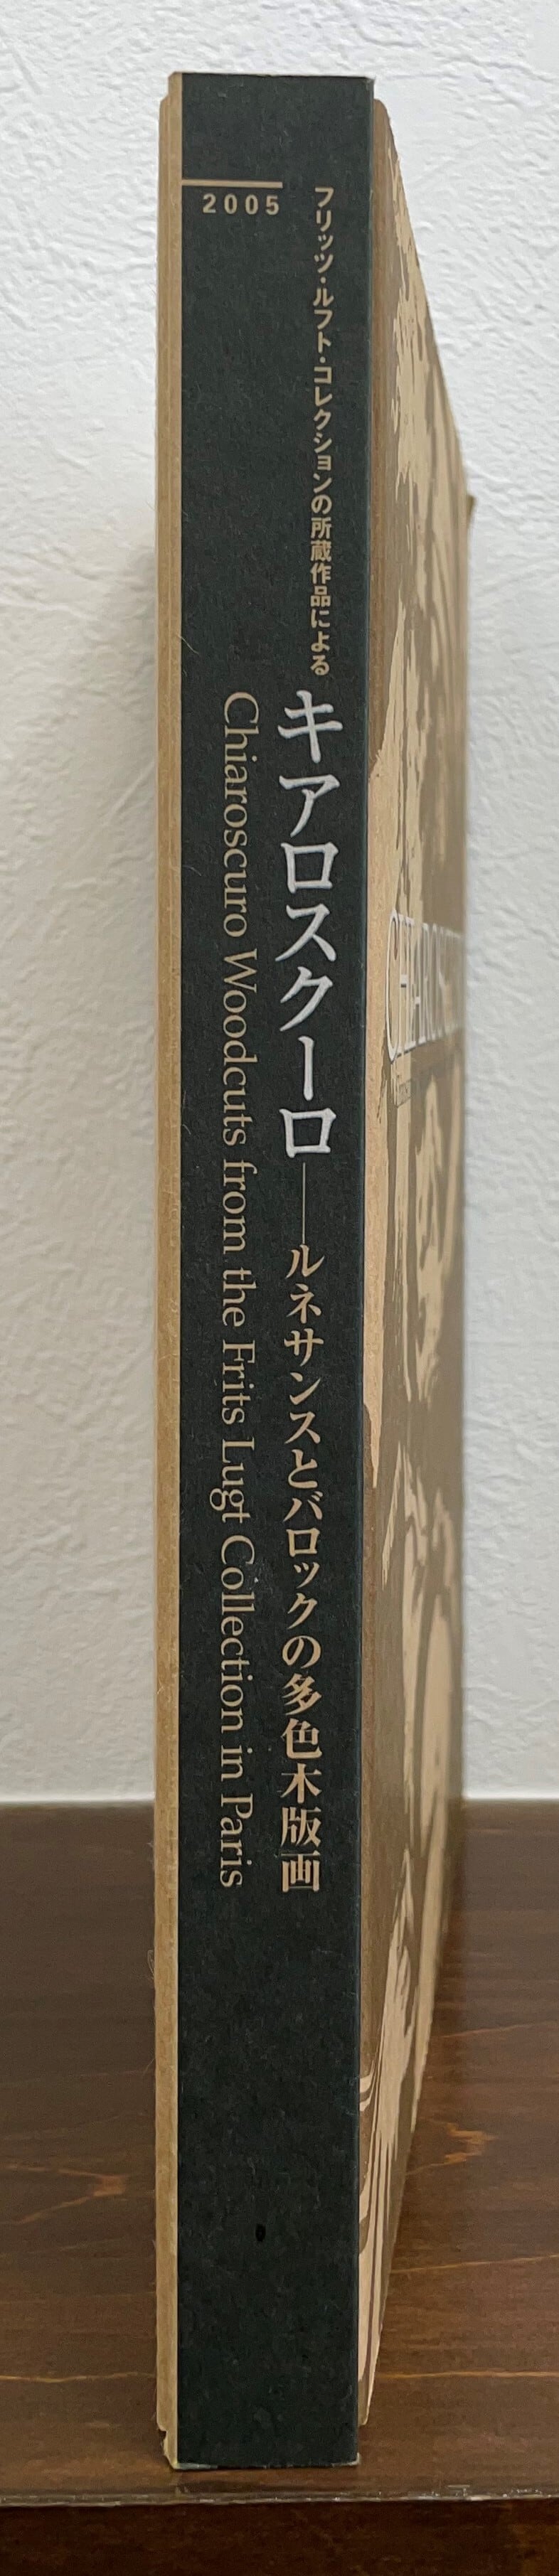 2005
フリッツ・ルフト・コレクションの所蔵作品による
キアロスクーロ——ルネサンスとバロックの多色木版画
Chiaroscuro Woodcuts from the Frits Lugt Collection in Paris